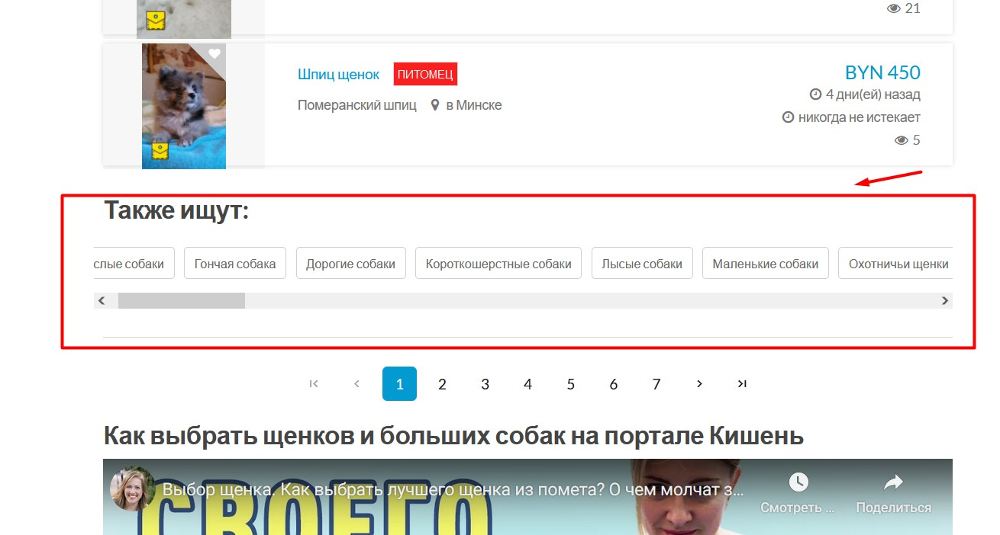 21
Шпиц щенок ПИТОМЕЦ BYN 450
4 дни(ей) назад
Померанский шпиц в Минске
никогда не истекает
5
Также ищут:
слые собаки Гончая собака Дорогие собаки Короткошерстные собаки Лысые собаки Маленькие собаки Охотничьи щенки
1 2 3 4 5 6 7
Как выбрать щенков и больших собак на портале Кишень
Выбор щенка. Как выбрать лучшего щенка из помета? О чем молчат з...
Смотреть ... Поделиться
СВОЕГО